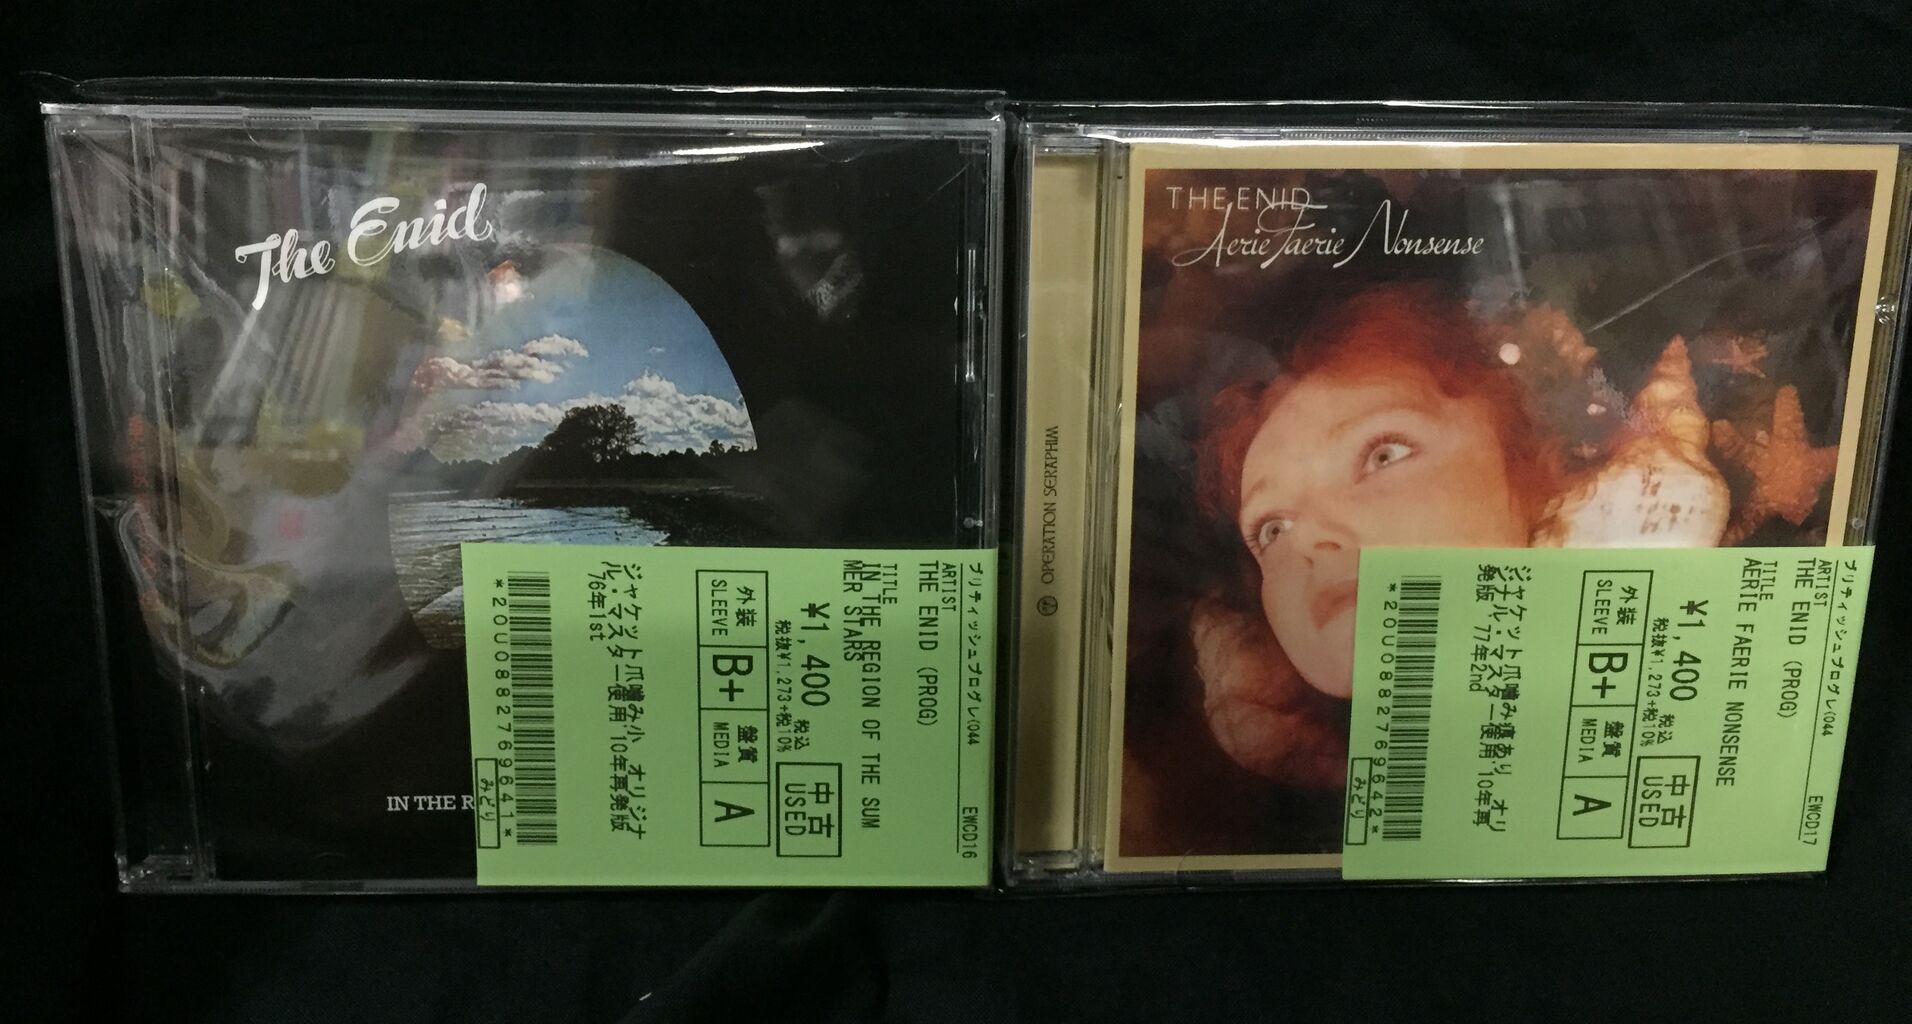 The Enid
IN THE R
ブリティッシュプログレ(044
EWCD16
ARTIST
THE ENID (PROG)
TITLE
IN THE REGION OF THE SUM
MER STARS
¥1,400 税込
税抜¥1,273+税10%
中古
USED
外装
SLEEVE
B+
盤質
MEDIA
A
ジャケット爪噛み小 オリジナ
ル・マスター使用'10年再発版
76年1st
*20U0882769641*
みどり
THE ENID
Aerie Faerie Nonsense
OPERATION SERAPHIM
ブリティッシュプログレ(044
EWCD17
ARTIST
THE ENID (PROG)
TITLE
AERIE FAERIE NONSENSE
¥1,400 税込
税抜¥1,273+税10%
中古
USED
外装
SLEEVE
B+
盤質
MEDIA
A
ジャケット爪噛み痕あり、オリ
ジナル・マスター使用'10年再
発版 77年2nd
*20U0882769642*
みどり